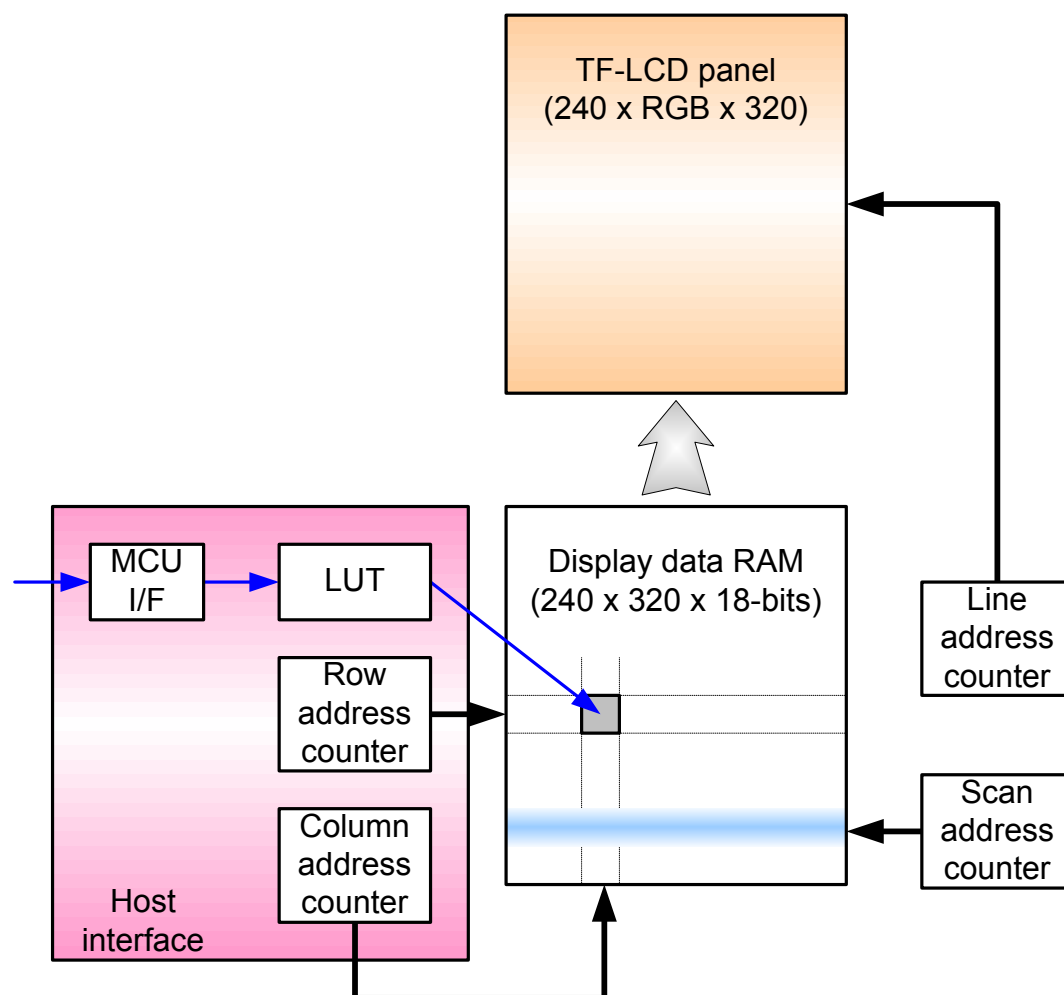 TF-LCD panel
(240 x RGB x 320)
MCU
I/F
LUT
Display data RAM
(240 x 320 x 18-bits)
Line
address
counter
Row
address
counter
Scan
address
counter
Column
address
counter
Host
interface